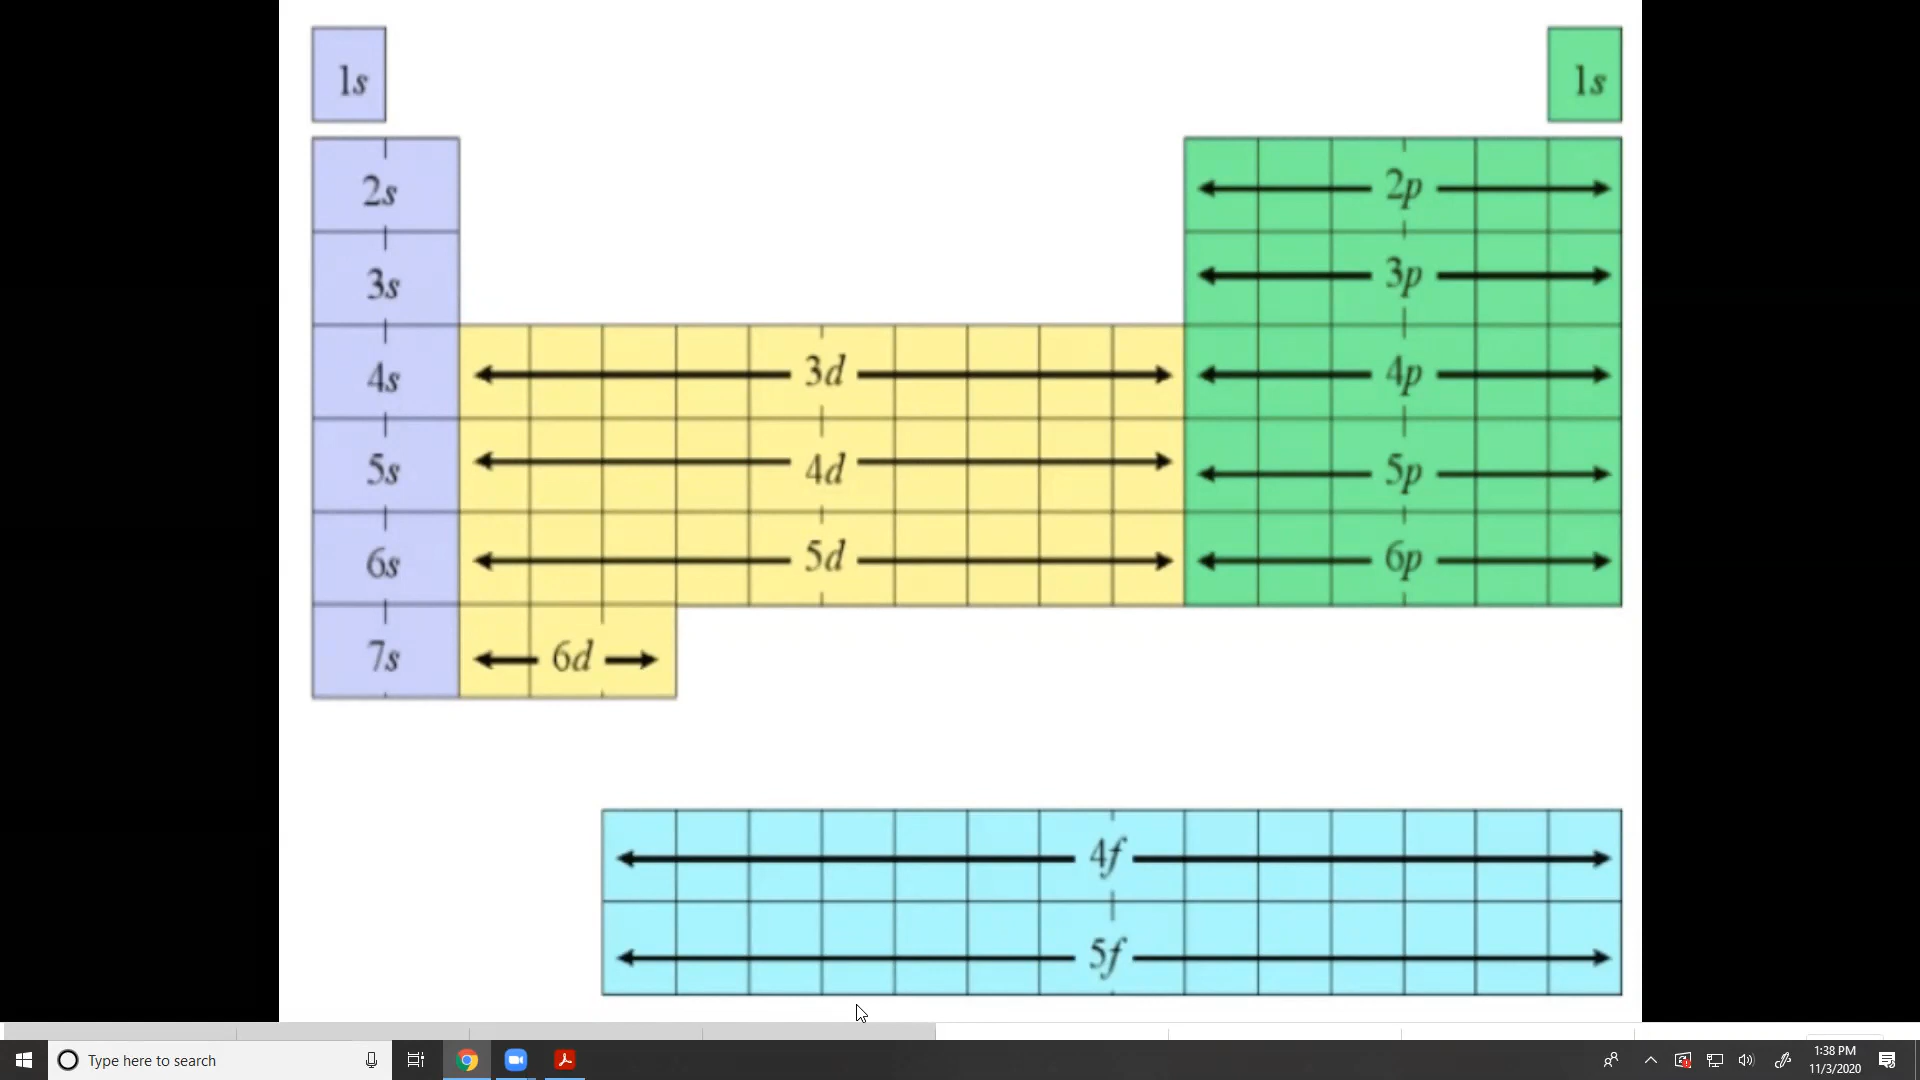 1s 1s
2s 2p
3s 3p
4s 3d 4p
5s 4d 5p
6s 5d 6p
7s 6d
4f
5f
Type here to search
1:38 PM
11/3/2020